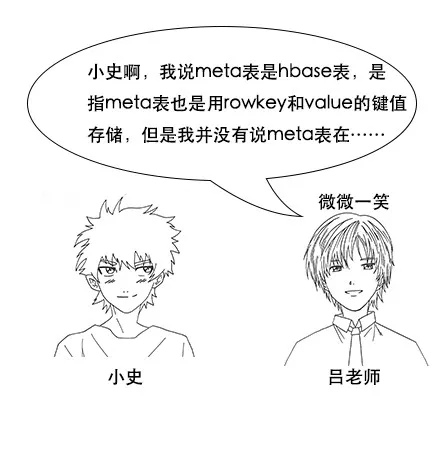 小史啊，我说meta表是hbase表，是
指meta表也是用rowkey和value的键值
存储，但是我并没有说meta表在……
微微一笑
小史
吕老师